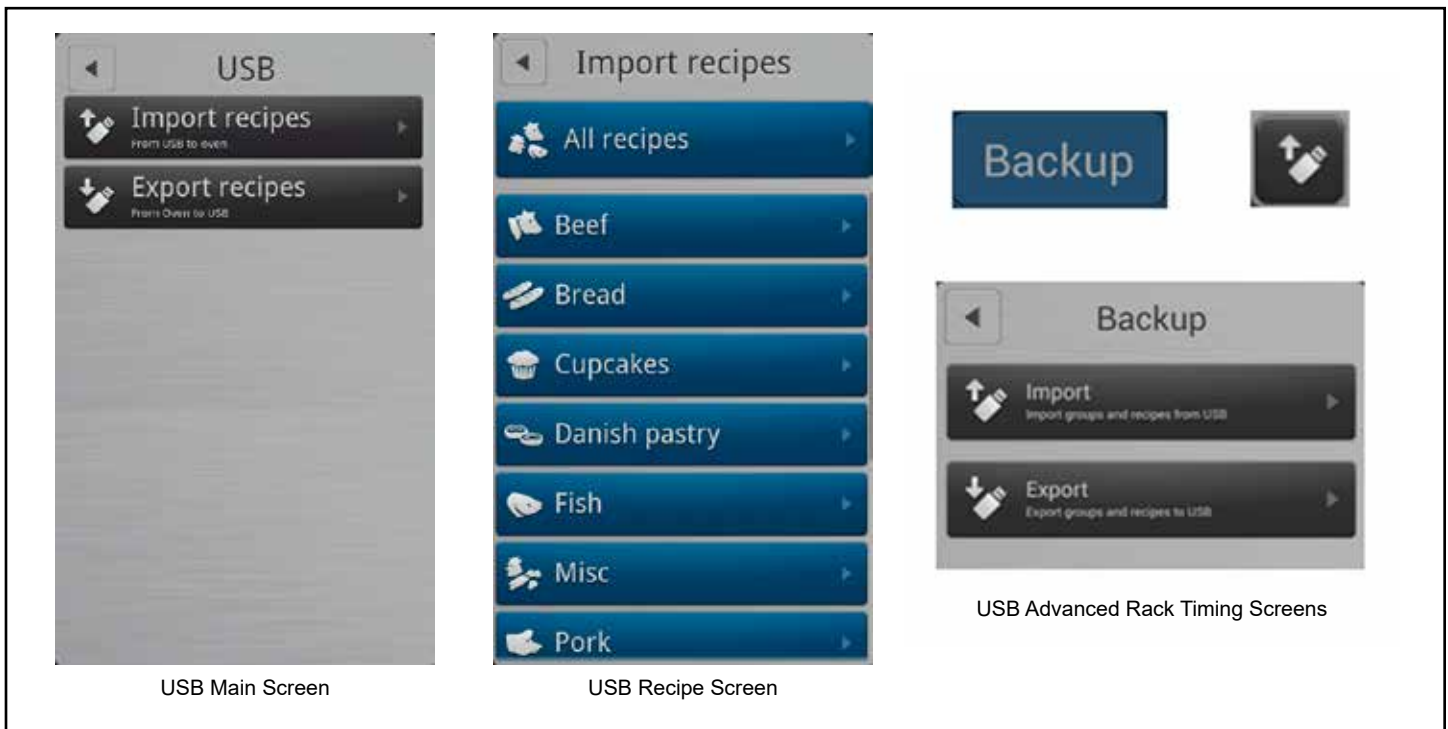 USB
Import recipes
From USB to oven
Export recipes
From Oven to USB
USB Main Screen
Import recipes
All recipes
Beef
Bread
Cupcakes
Danish pastry
Fish
Misc
Pork
USB Recipe Screen
Backup
Backup
Import
Import groups and recipes from USB
Export
Export groups and recipes to USB
USB Advanced Rack Timing Screens